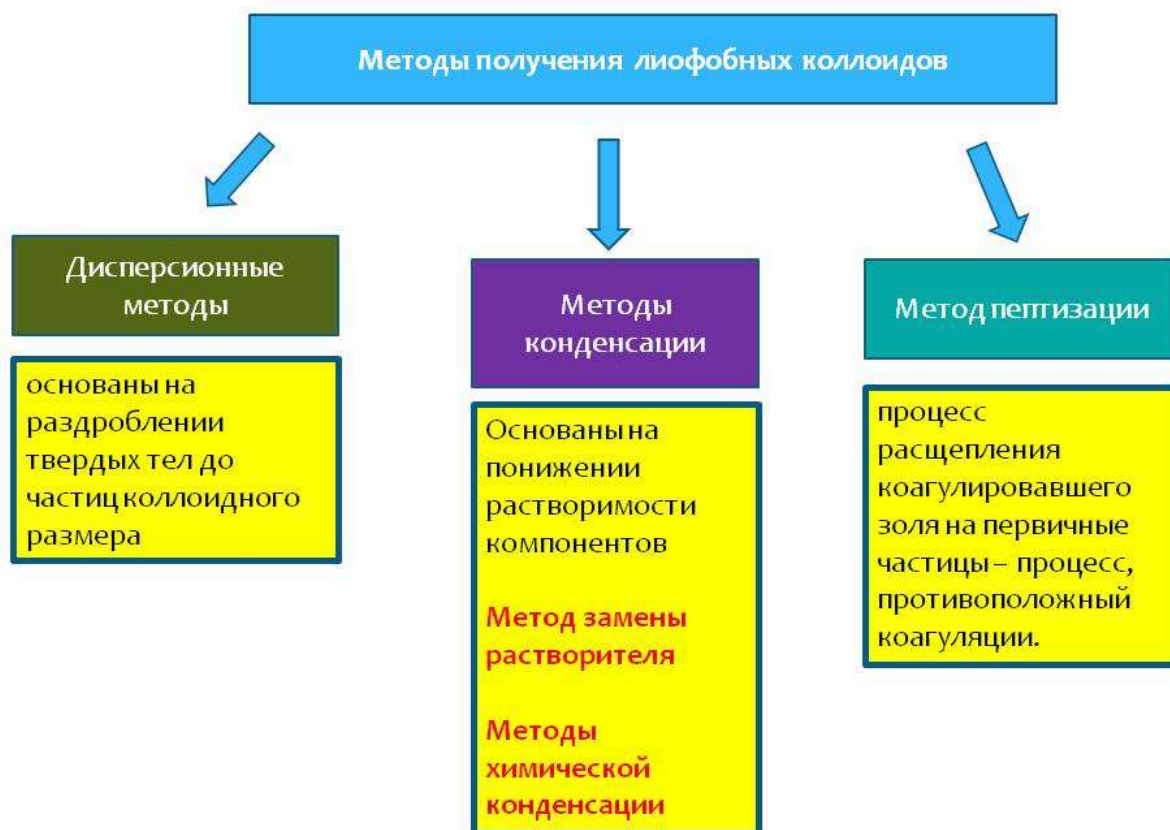 Методы получения лиофобных коллоидов
Дисперсионные
методы
основаны на
раздроблении
твердых тел до
частиц коллоидного
размера
Методы
конденсации
Основаны на
понижении
растворимости
компонентов
Метод замены
растворителя
Методы
химической
конденсации
Метод пептизации
процесс
расщепления
коагулировавшего
золя на первичные
частицы – процесс,
противоположный
коагуляции.